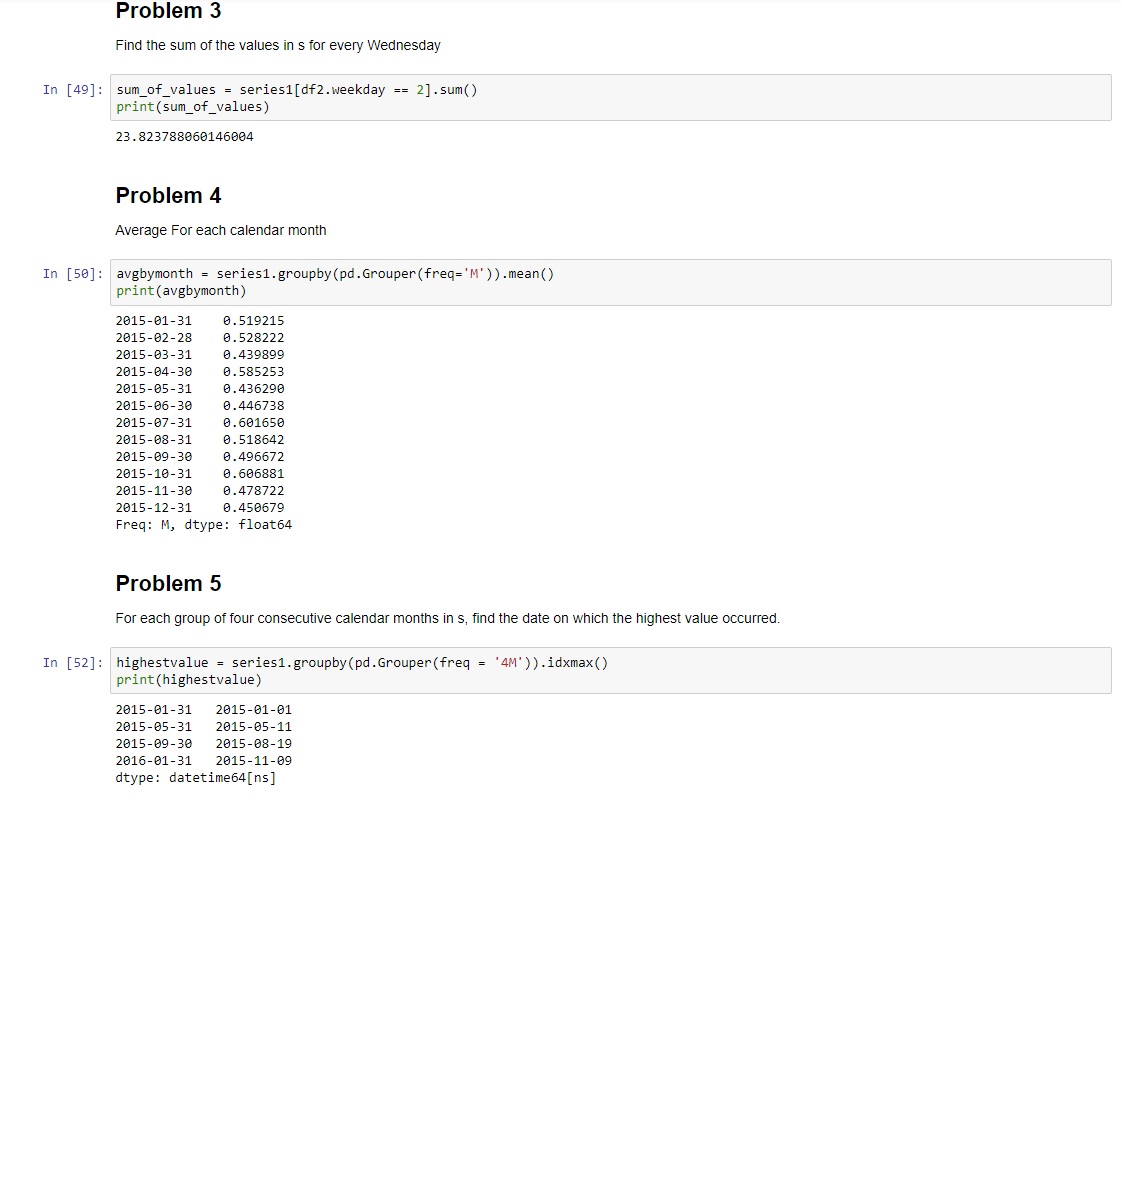 Problem 3
Find the sum of the values in s for every Wednesday
In [49]: sum_of_values = series1[df2.weekday == 2].sum()
print(sum_of_values)
23.823788060146004
Problem 4
Average For each calendar month
In [50]: avgbymonth = series1.groupby(pd.Grouper(freq='M')).mean()
print(avgbymonth)
2015-01-31 0.519215
2015-02-28 0.528222
2015-03-31 0.439899
2015-04-30 0.585253
2015-05-31 0.436290
2015-06-30 0.446738
2015-07-31 0.601650
2015-08-31 0.518642
2015-09-30 0.496672
2015-10-31 0.606881
2015-11-30 0.478722
2015-12-31 0.450679
Freq: M, dtype: float64
Problem 5
For each group of four consecutive calendar months in s, find the date on which the highest value occurred.
In [52]: highestvalue = series1.groupby(pd.Grouper(freq = '4M')).idxmax()
print(highestvalue)
2015-01-31 2015-01-01
2015-05-31 2015-05-11
2015-09-30 2015-08-19
2016-01-31 2015-11-09
dtype: datetime64[ns]